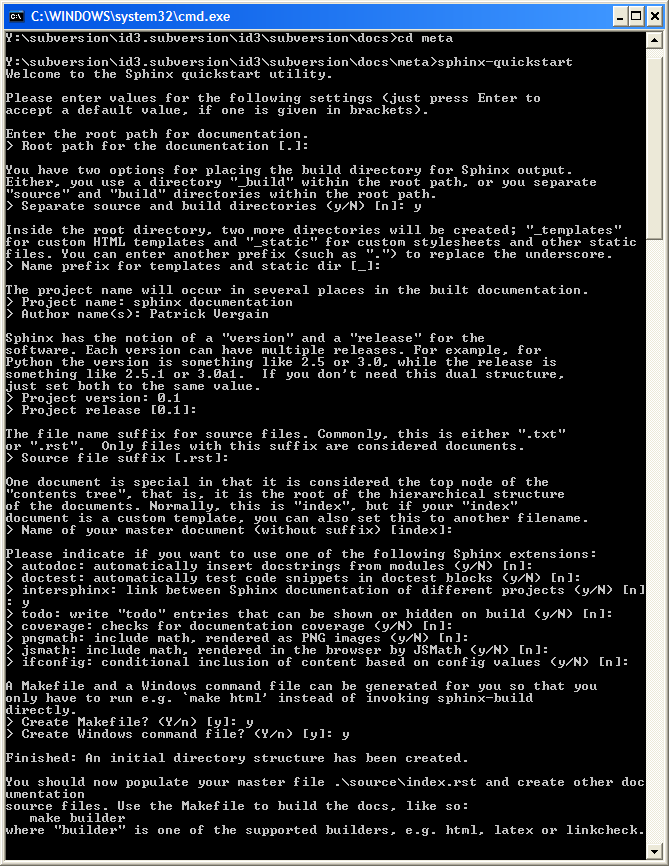 C:\WINDOWS\system32\cmd.exe
Y:\subversion\id3.subversion\id3\subversion\docs>cd meta
Y:\subversion\id3.subversion\id3\subversion\docs\meta>sphinx-quickstart
Welcome to the Sphinx quickstart utility.
Please enter values for the following settings (just press Enter to
accept a default value, if one is given in brackets).
Enter the root path for documentation.
> Root path for the documentation [.]:
You have two options for placing the build directory for Sphinx output.
Either, you use a directory "_build" within the root path, or you separate
"source" and "build" directories within the root path.
> Separate source and build directories (y/N) [n]: y
Inside the root directory, two more directories will be created; "_templates"
for custom HTML templates and "_static" for custom stylesheets and other static
files. You can enter another prefix (such as ".") to replace the underscore.
> Name prefix for templates and static dir [_]:
The project name will occur in several places in the built documentation.
> Project name: sphinx documentation
> Author name(s): Patrick Vergain
Sphinx has the notion of a "version" and a "release" for the
software. Each version can have multiple releases. For example, for
Python the version is something like 2.5 or 3.0, while the release is
something like 2.5.1 or 3.0a1.  If you don't need this dual structure,
just set both to the same value.
> Project version: 0.1
> Project release [0.1]:
The file name suffix for source files. Commonly, this is either ".txt"
or ".rst".  Only files with this suffix are considered documents.
> Source file suffix [.rst]:
One document is special in that it is considered the top node of the
"contents tree", that is, it is the root of the hierarchical structure
of the documents. Normally, this is "index", but if your "index"
document is a custom template, you can also set this to another filename.
> Name of your master document (without suffix) [index]:
Please indicate if you want to use one of the following Sphinx extensions:
> autodoc: automatically insert docstrings from modules (y/N) [n]:
> doctest: automatically test code snippets in doctest blocks (y/N) [n]:
> intersphinx: link between Sphinx documentation of different projects (y/N) [n]
: y
> todo: write "todo" entries that can be shown or hidden on build (y/N) [n]:
> coverage: checks for documentation coverage (y/N) [n]:
> pngmath: include math, rendered as PNG images (y/N) [n]:
> jsmath: include math, rendered in the browser by JSMath (y/N) [n]:
> ifconfig: conditional inclusion of content based on config values (y/N) [n]:
A Makefile and a Windows command file can be generated for you so that you
only have to run e.g. `make html' instead of invoking sphinx-build
directly.
> Create Makefile? (Y/n) [y]: y
> Create Windows command file? (Y/n) [y]: y
Finished: An initial directory structure has been created.
You should now populate your master file .\source\index.rst and create other doc
umentation
source files. Use the Makefile to build the docs, like so:
   make builder
where "builder" is one of the supported builders, e.g. html, latex or linkcheck.